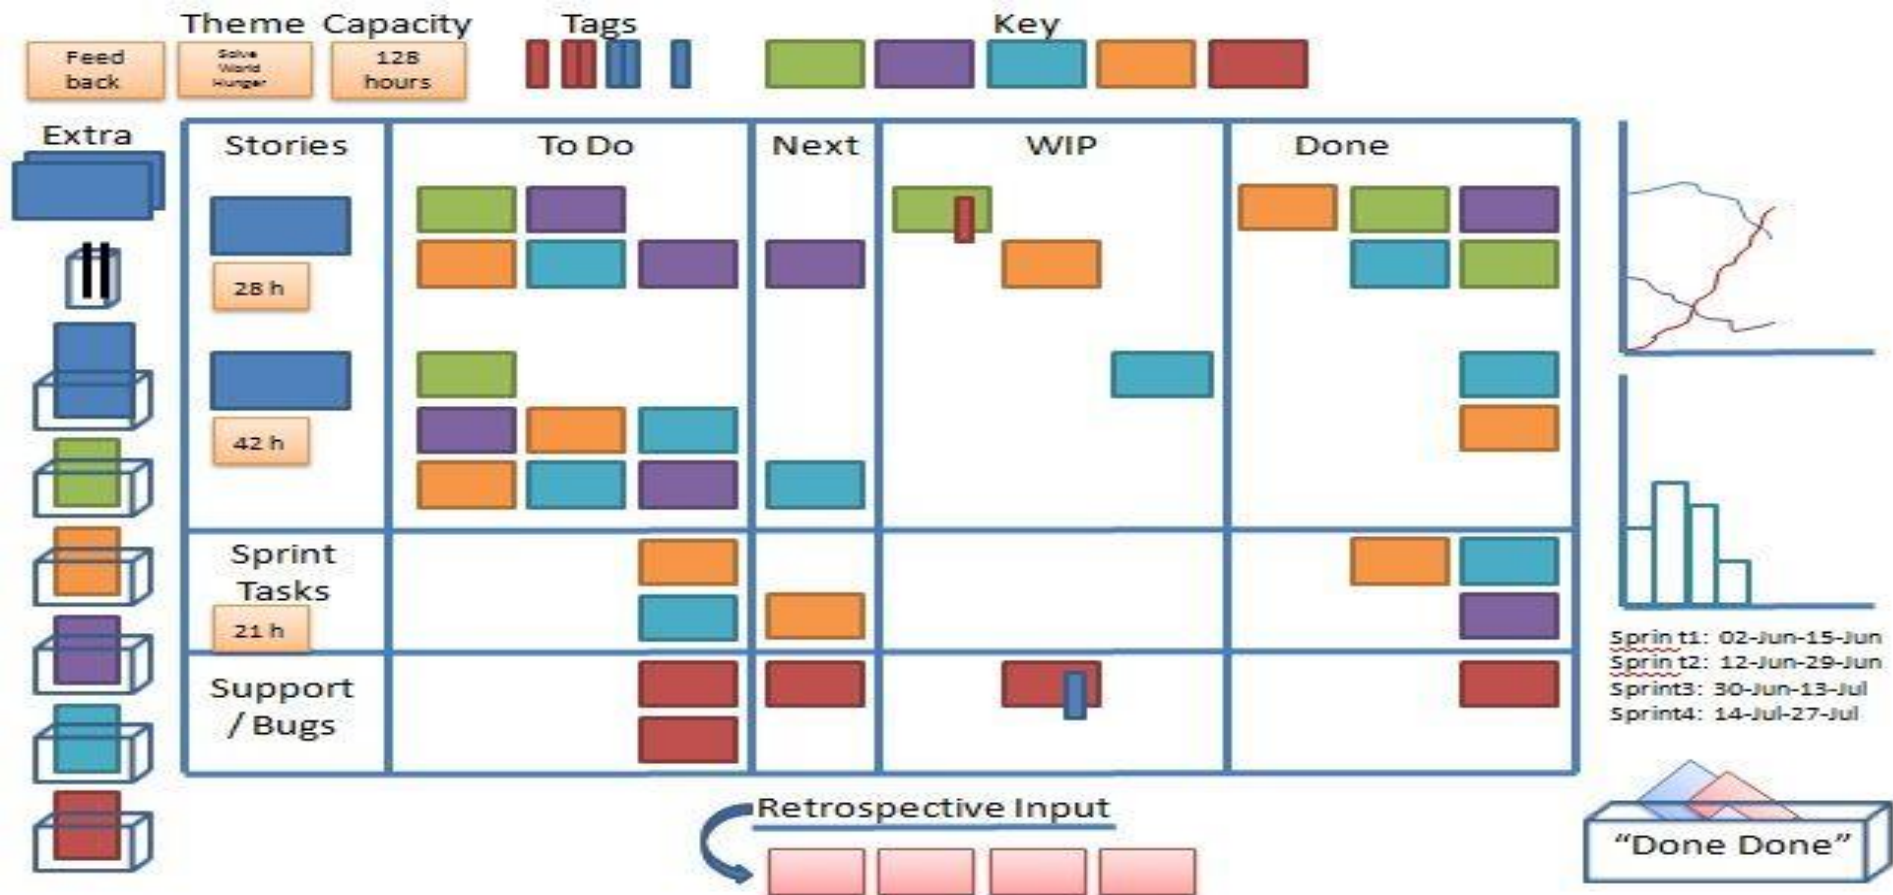 Theme Capacity Tags Key
Feed
back
Solve
World
Hunger
128
hours
Extra
Stories To Do Next WIP Done
28 h
42 h
Sprint
Tasks
21 h
Support
/ Bugs
Sprin t1: 02-Jun-15-Jun
Sprin t2: 12-Jun-29-Jun
Sprint3: 30-Jun-13-Jul
Sprint4: 14-Jul-27-Jul
Retrospective Input
“Done Done”